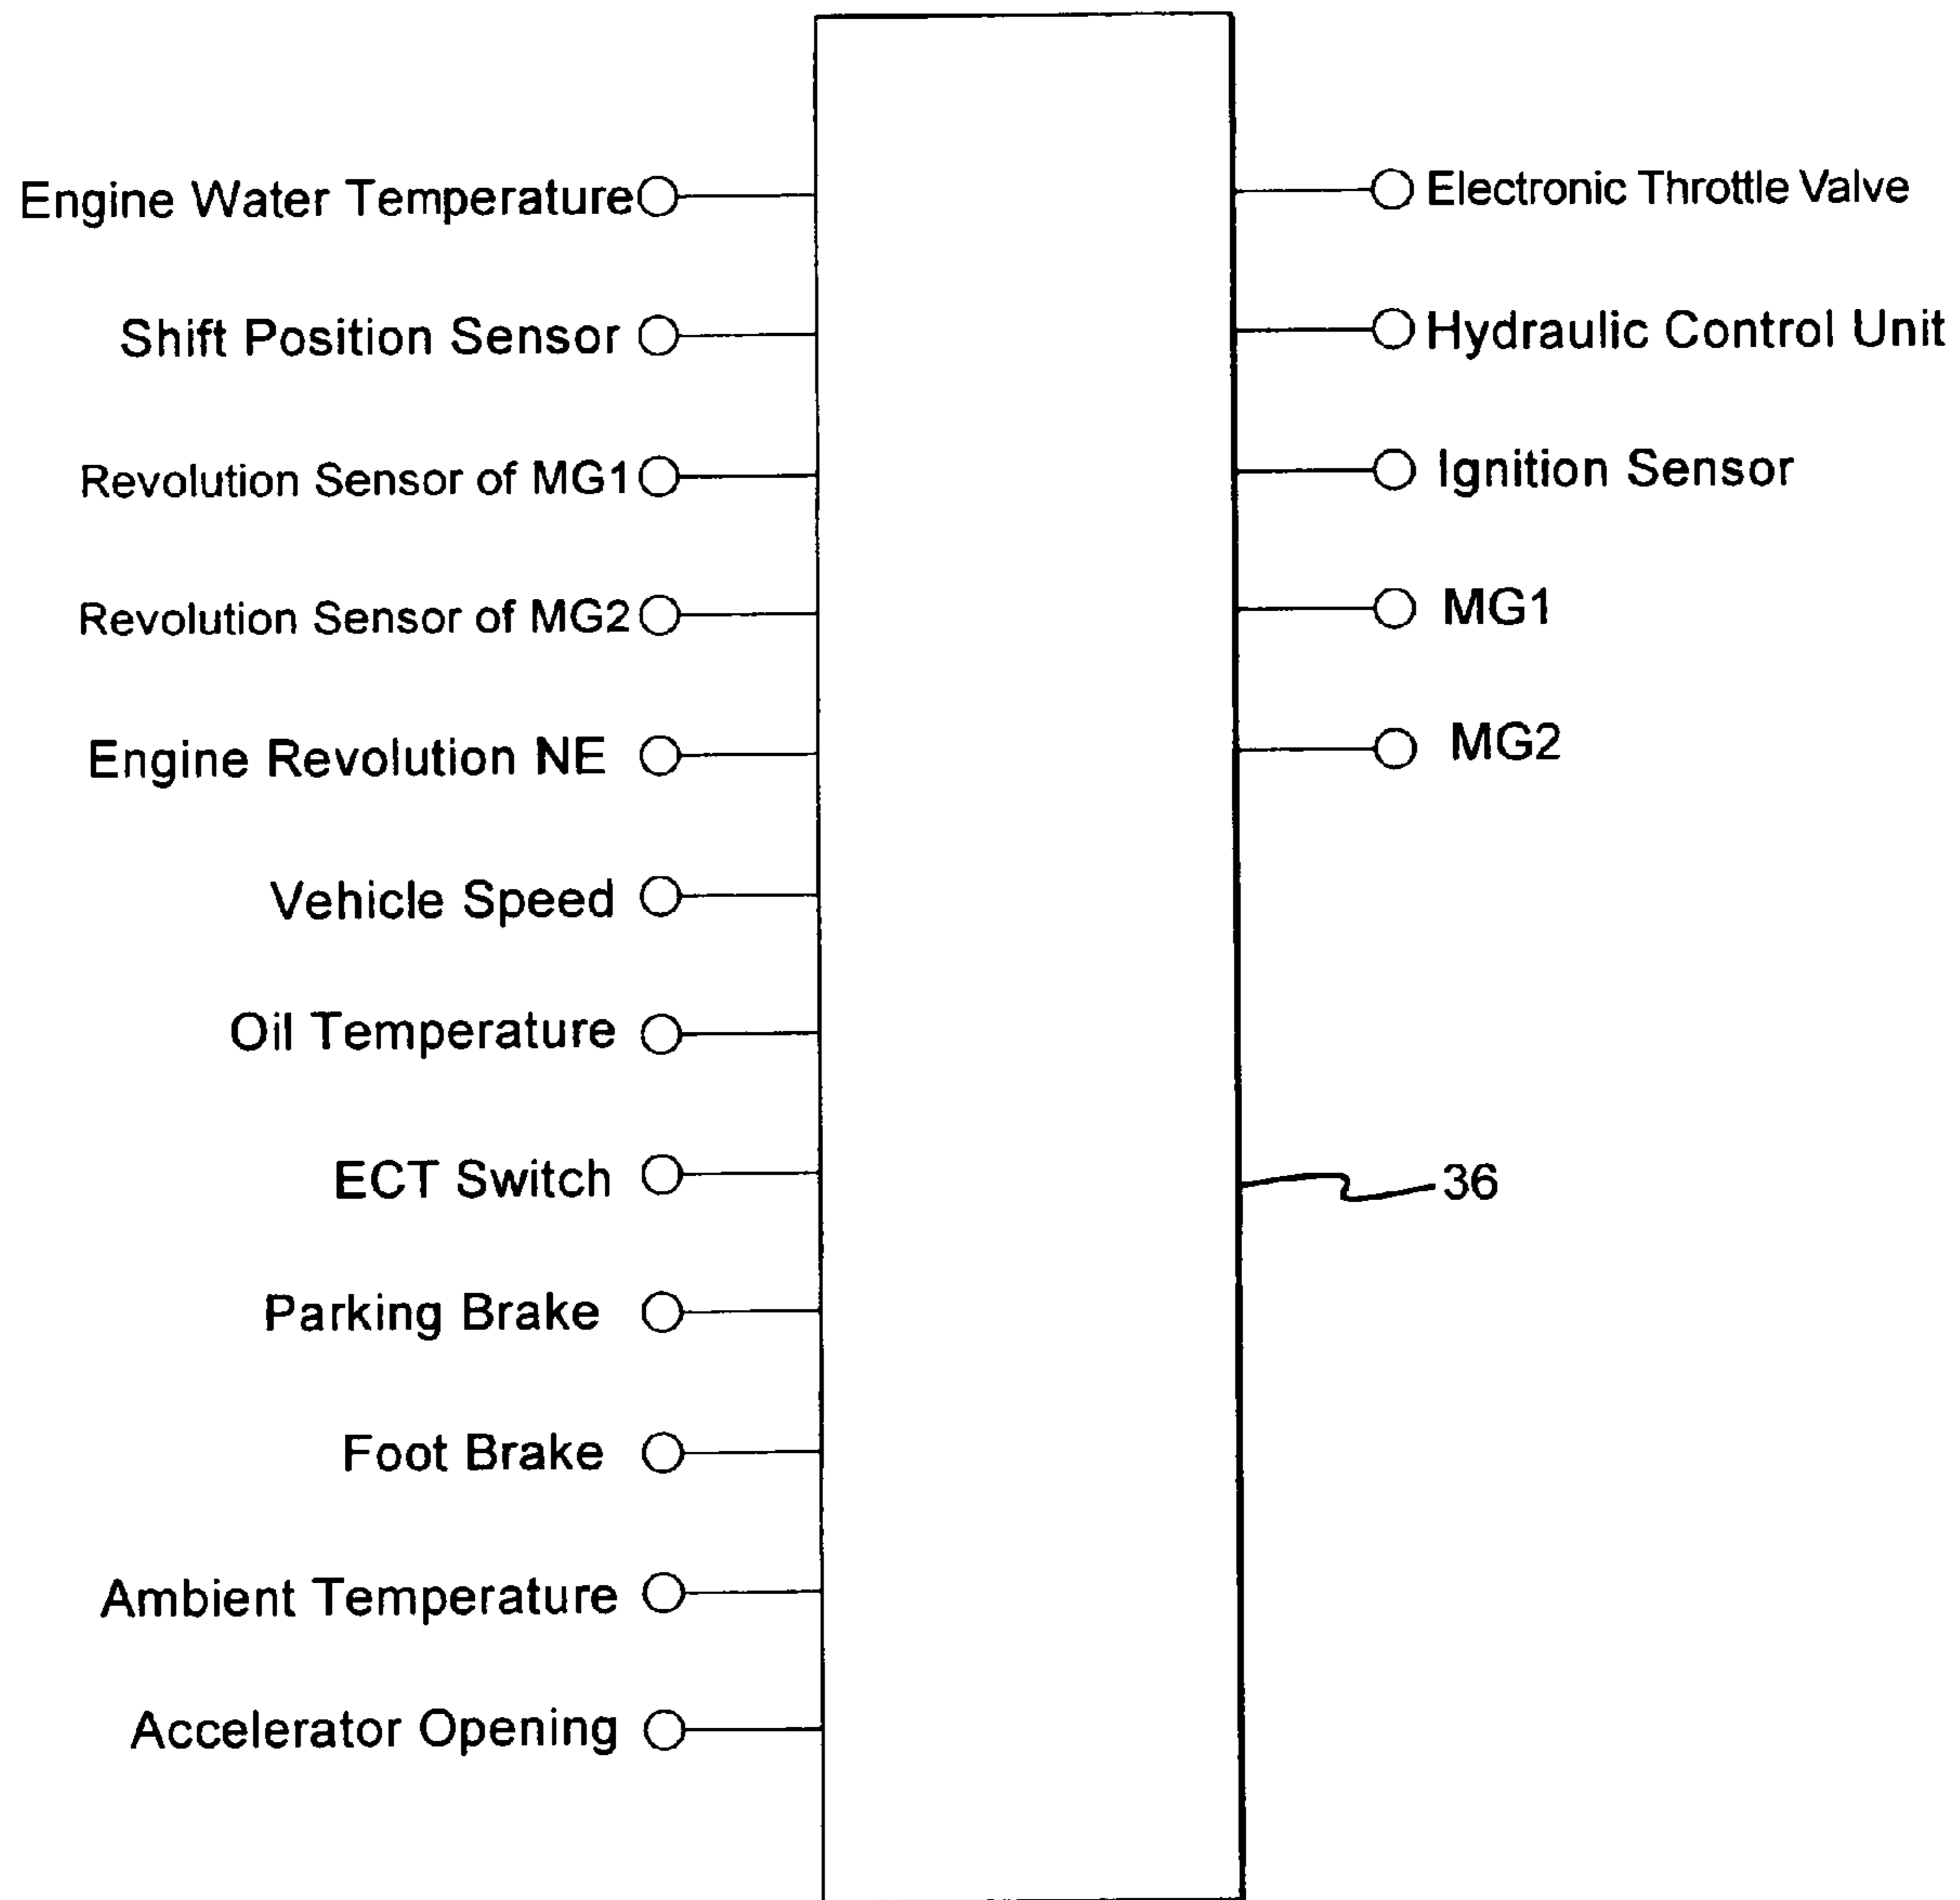 Engine Water Temperature
Shift Position Sensor
Revolution Sensor of MG1
Revolution Sensor of MG2
Engine Revolution NE
Vehicle Speed
Oil Temperature
ECT Switch
Parking Brake
Foot Brake
Ambient Temperature
Accelerator Opening
Electronic Throttle Valve
Hydraulic Control Unit
Ignition Sensor
MG1
MG2
36